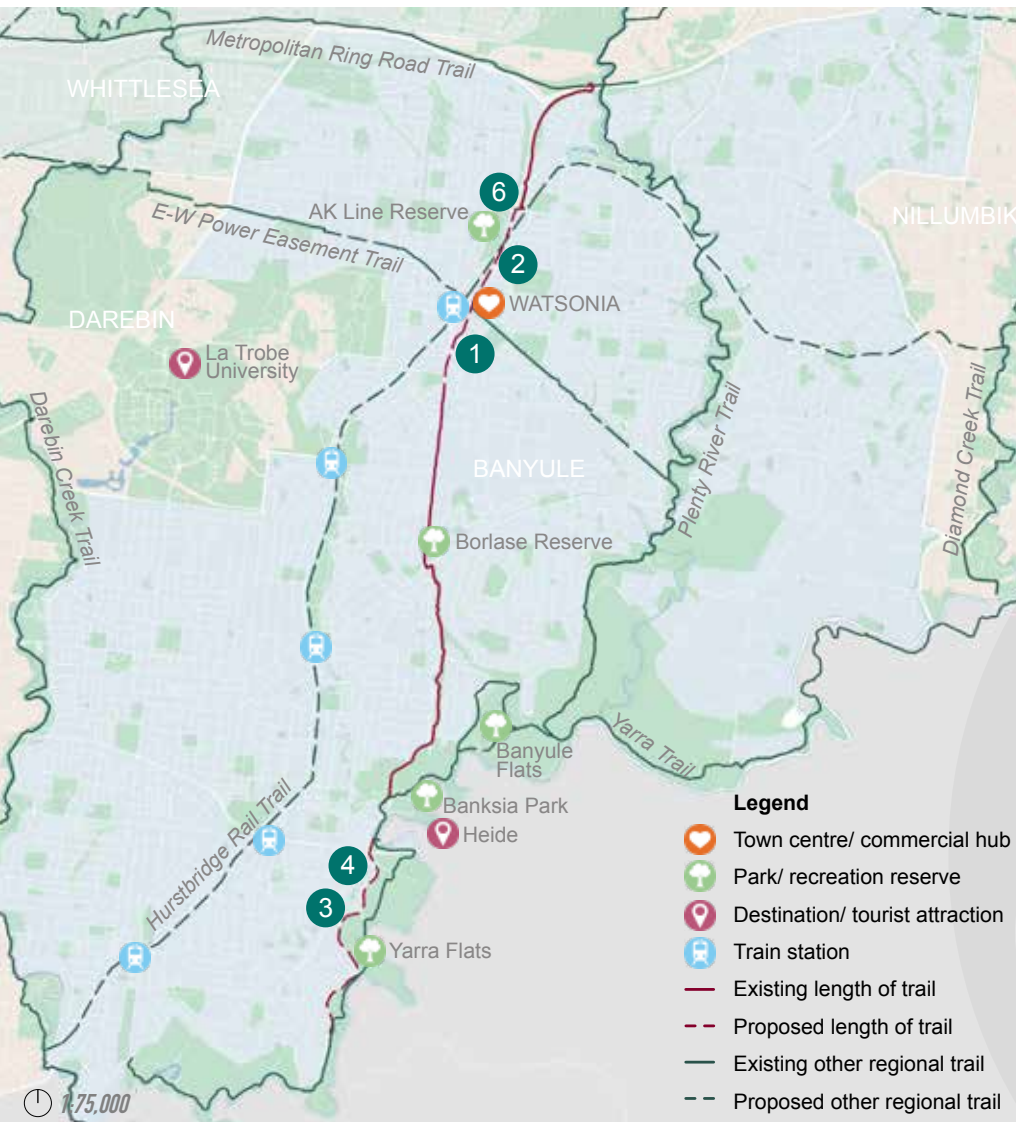 Metropolitan Ring Road Trail
WHITTLESEA
6
AK Line Reserve
E-W Power Easement Trail
NILLUMBIK
2
WATSONIA
DAREBIN
1
La Trobe
University
Darebin Creek Trail
Plenty River Trail
Diamond Creek Trail
BANYULE
Borlase Reserve
Yarra Trail
Banyule
Flats
Banksia Park
Heide
Hurstbridge Rail Trail
4
3
Yarra Flats
Legend
Town centre/ commercial hub
Park/ recreation reserve
Destination/ tourist attraction
Train station
Existing length of trail
Proposed length of trail
Existing other regional trail
Proposed other regional trail
1:75,000